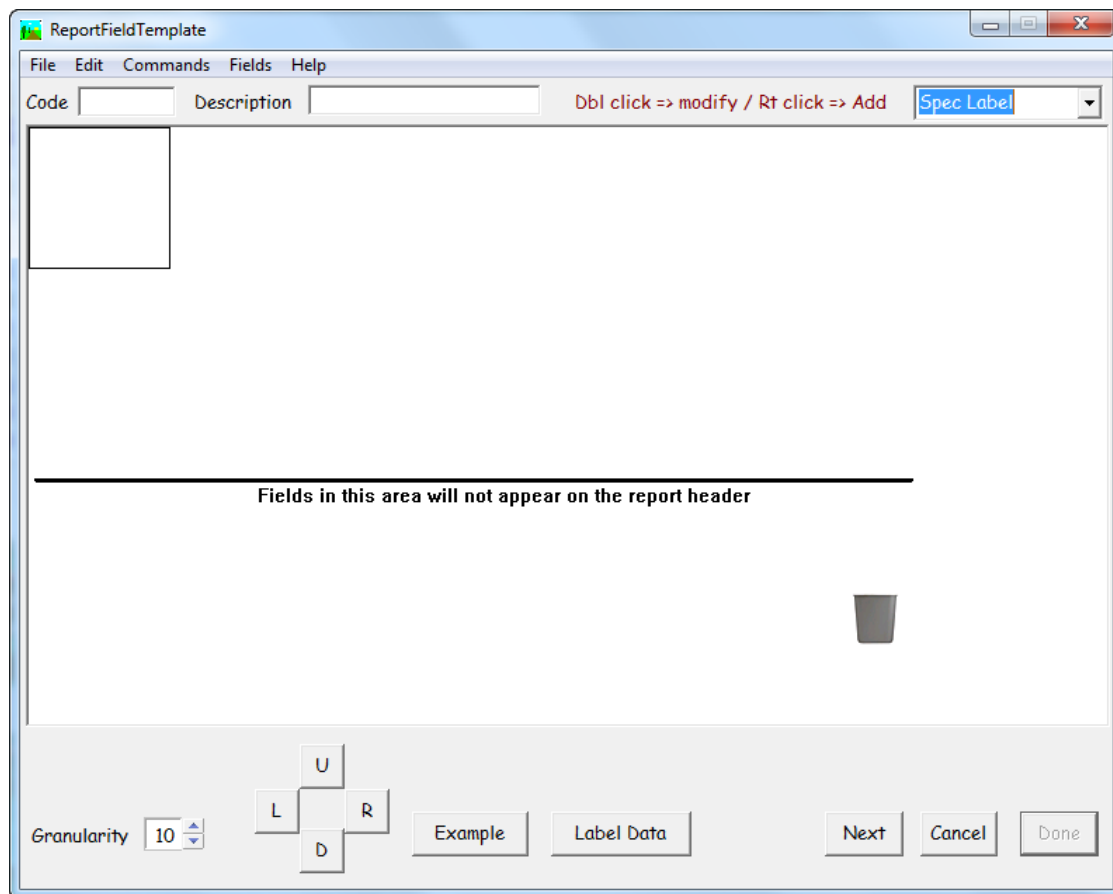 ReportFieldTemplate
File Edit Commands Fields Help
Code Description Dbl click => modify / Rt click => Add Spec Label
Fields in this area will not appear on the report header
U
L R
D
Granularity 10 Example Label Data Next Cancel Done